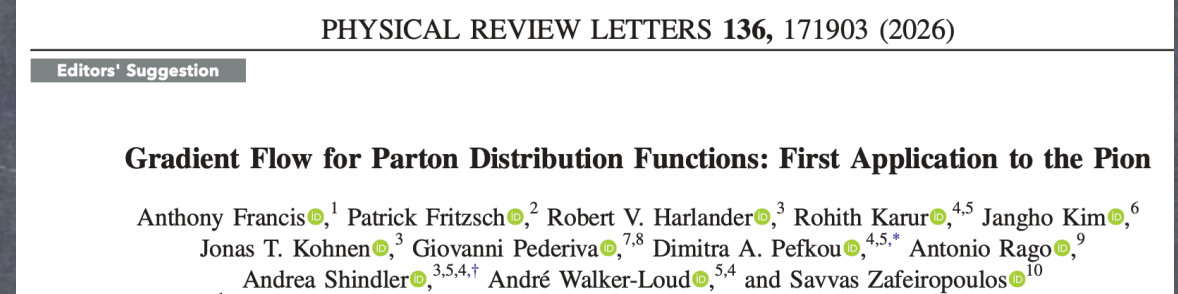 PHYSICAL REVIEW LETTERS 136, 171903 (2026)
Editors' Suggestion
Gradient Flow for Parton Distribution Functions: First Application to the Pion
Anthony Francis,1 Patrick Fritzsch,2 Robert V. Harlander,3 Rohith Karur,4,5 Jangho Kim,6
Jonas T. Kohnen,3 Giovanni Pederiva,7,8 Dimitra A. Pefkou,4,5,* Antonio Rago,9
Andrea Shindler,3,5,4,† André Walker-Loud,5,4 and Savvas Zafeiropoulos10